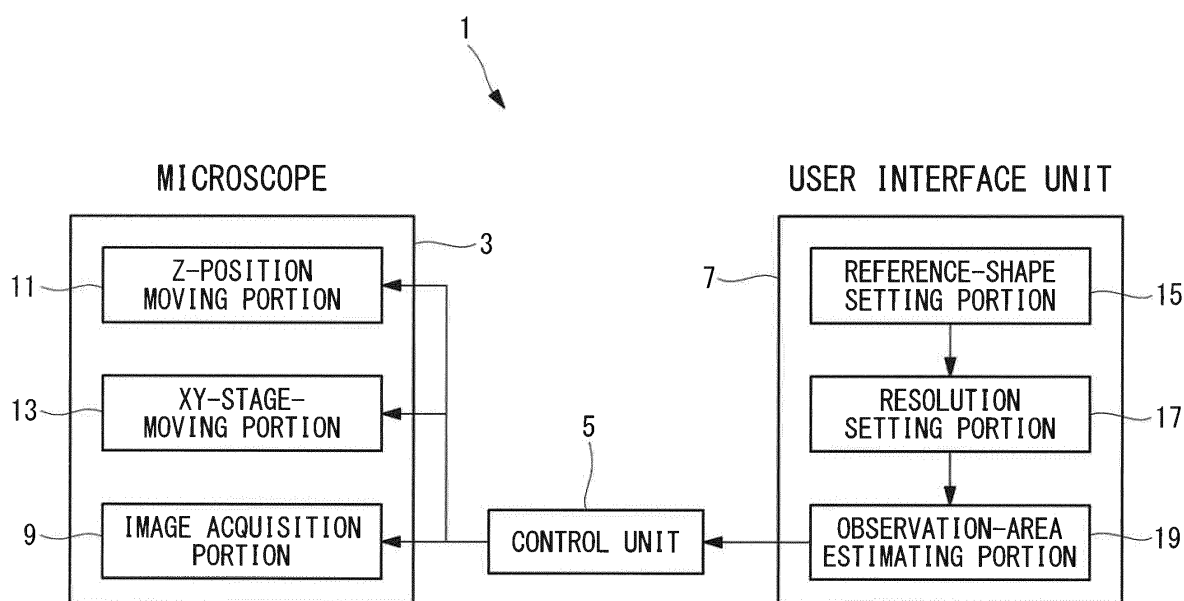 1
MICROSCOPE
3
Z-POSITION
MOVING PORTION
11
XY-STAGE-
MOVING PORTION
13
IMAGE ACQUISITION
PORTION
9
5
CONTROL UNIT
USER INTERFACE UNIT
7
REFERENCE-SHAPE
SETTING PORTION
15
RESOLUTION
SETTING PORTION
17
OBSERVATION-AREA
ESTIMATING PORTION
19